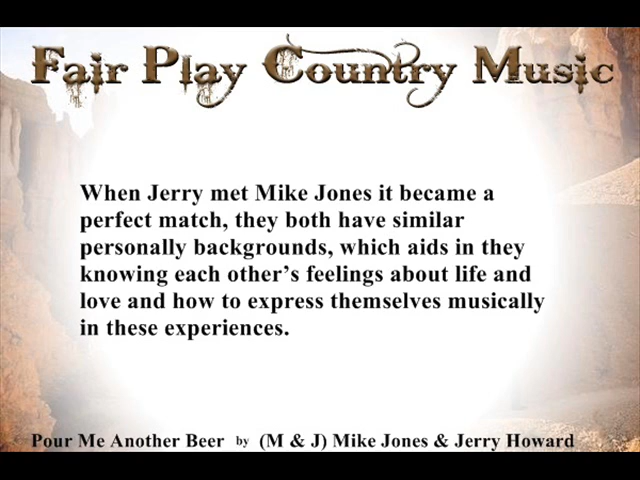 Fair Play Country Music
When Jerry met Mike Jones it became a
perfect match, they both have similar
personally backgrounds, which aids in they
knowing each other’s feelings about life and
love and how to express themselves musically
in these experiences.
Pour Me Another Beer by (M & J) Mike Jones & Jerry Howard